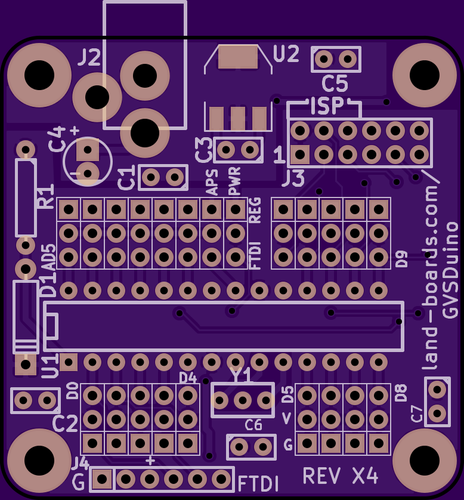 J2
U2
C5
C4 +
-
ISP
C3
1
C1
APS
PWR
J3
R1
REG
AD5
FTDI
D9
land-boards.com
GVSDuino
D1
U1
D0
D4
Y1
D5
D8
V
C2
C6
C7
G
J4
+
G
FTDI
REV X4